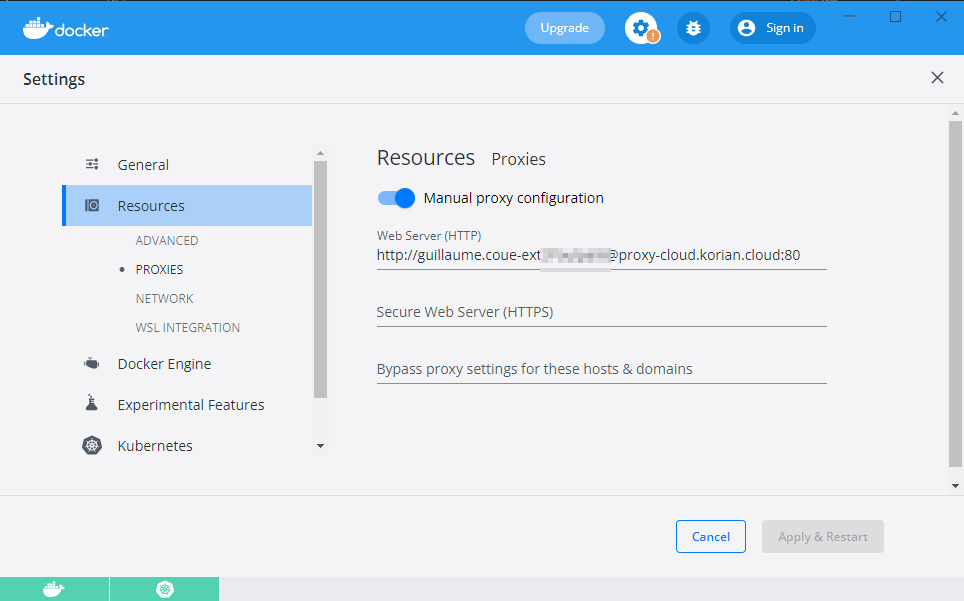 docker
Upgrade
Sign in
Settings
General
Resources
ADVANCED
PROXIES
NETWORK
WSL INTEGRATION
Docker Engine
Experimental Features
Kubernetes
Resources Proxies
Manual proxy configuration
Web Server (HTTP)
http://guillaume.coue-ext @proxy-cloud.korian.cloud:80
Secure Web Server (HTTPS)
Bypass proxy settings for these hosts & domains
Cancel
Apply & Restart